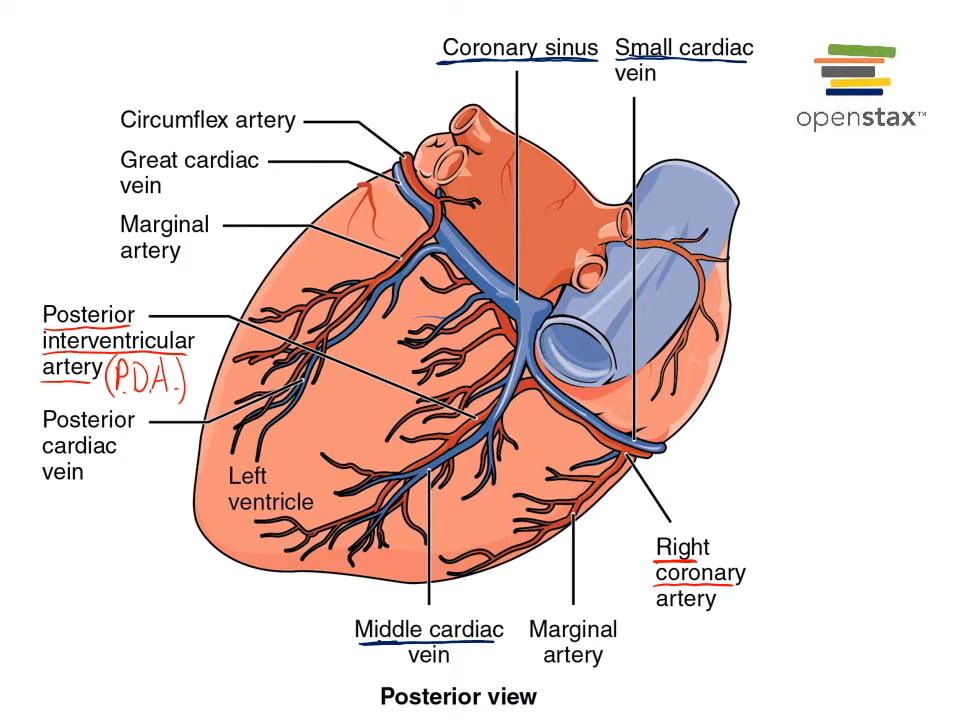 Coronary sinus
Small cardiac
vein
openstax™
Circumflex artery
Great cardiac
vein
Marginal
artery
Posterior
interventricular
artery (P.D.A.)
Posterior
cardiac
vein
Left
ventricle
Right
coronary
artery
Middle cardiac
vein
Marginal
artery
Posterior view